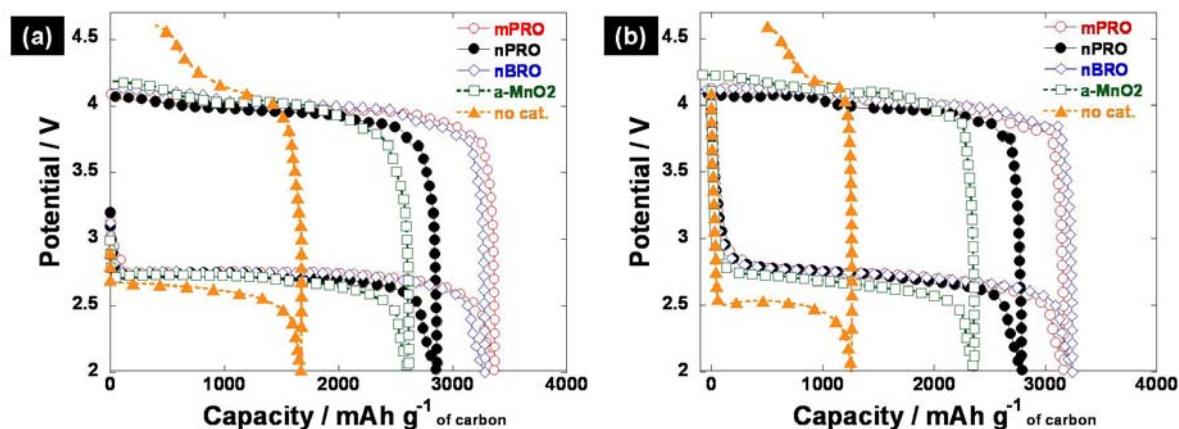 (a)
mPRO
nPRO
nBRO
a-MnO2
no cat.
4.5
4
3.5
3
2.5
2
Potential / V
0
1000
2000
3000
4000
Capacity / mAh g⁻¹ of carbon
(b)
mPRO
nPRO
nBRO
a-MnO2
no cat.
4.5
4
3.5
3
2.5
2
Potential / V
0
1000
2000
3000
4000
Capacity / mAh g⁻¹ of carbon